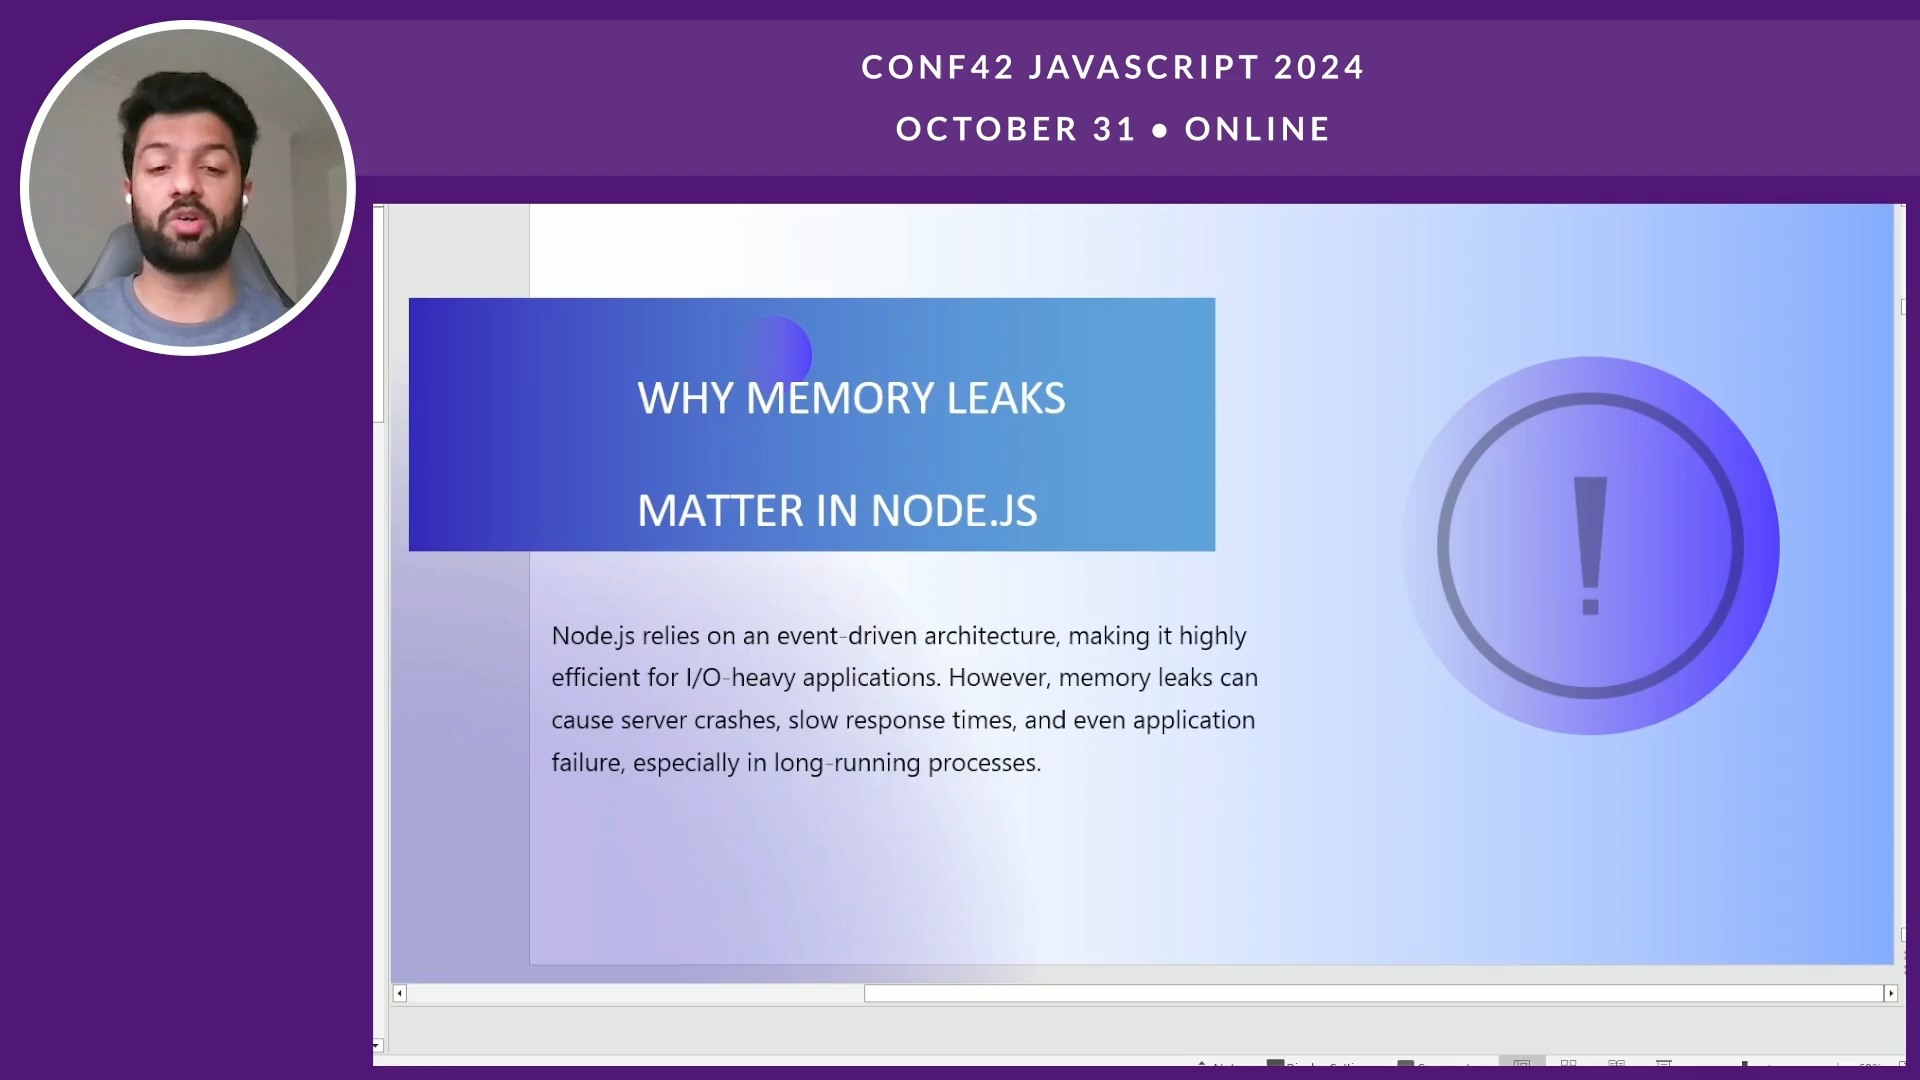 CONF42 JAVASCRIPT 2024
OCTOBER 31 ● ONLINE
WHY MEMORY LEAKS
MATTER IN NODE.JS
!
Node.js relies on an event-driven architecture, making it highly
efficient for I/O-heavy applications. However, memory leaks can
cause server crashes, slow response times, and even application
failure, especially in long-running processes.